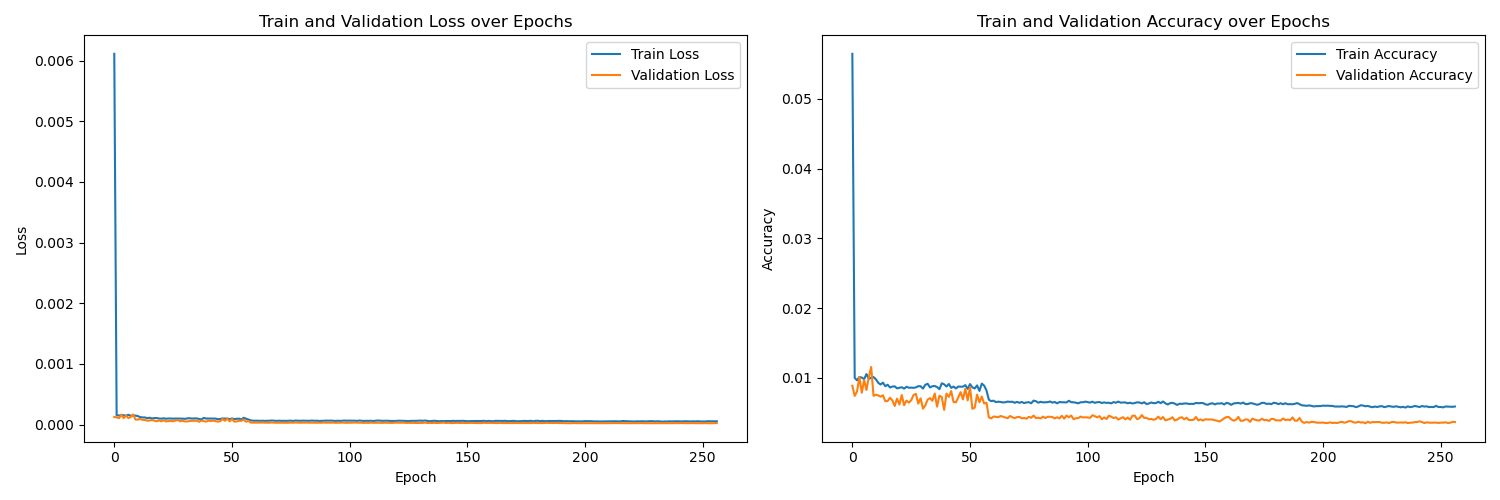 Train and Validation Loss over Epochs
0.006
0.005
0.004
0.003
0.002
0.001
0.000
Loss
0
50
100
150
200
250
Epoch
Train Loss
Validation Loss
Train and Validation Accuracy over Epochs
0.05
0.04
0.03
0.02
0.01
Accuracy
0
50
100
150
200
250
Epoch
Train Accuracy
Validation Accuracy